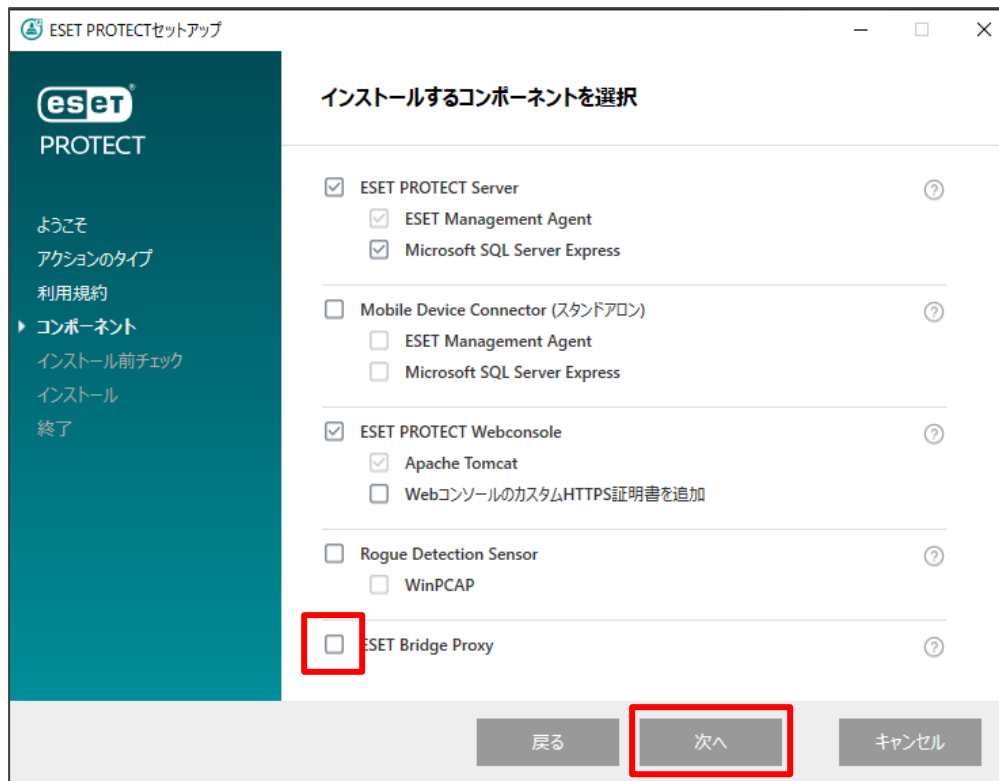 ESET PROTECTセットアップ
eseT
PROTECT
ようこそ
アクションのタイプ
利用規約
コンポーネント
インストール前チェック
インストール
終了
インストールするコンポーネントを選択
ESET PROTECT Server
ESET Management Agent
Microsoft SQL Server Express
Mobile Device Connector (スタンドアロン)
ESET Management Agent
Microsoft SQL Server Express
ESET PROTECT Webconsole
Apache Tomcat
WebコンソールのカスタムHTTPS証明書を追加
Rogue Detection Sensor
WinPCAP
ESET Bridge Proxy
戻る 次へ キャンセル